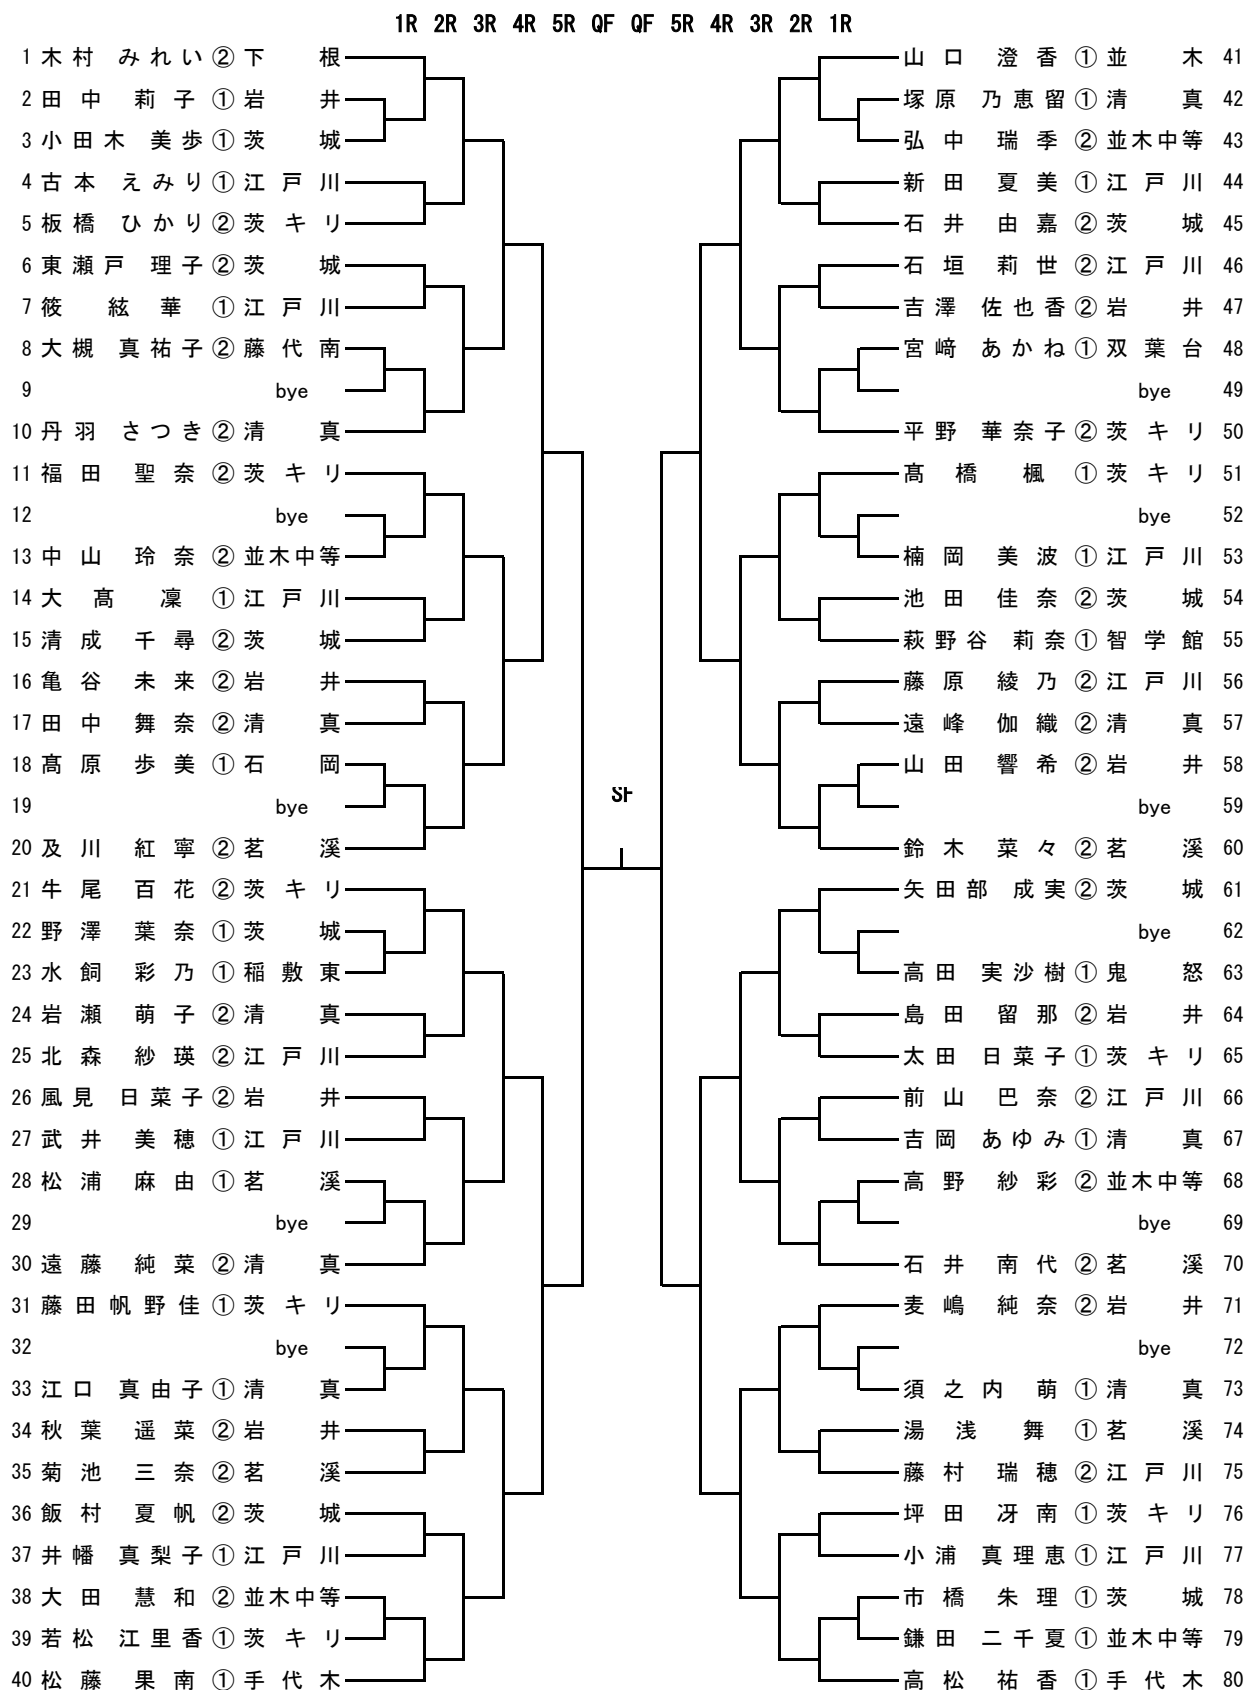 1R 2R 3R 4R 5R QF QF 5R 4R 3R 2R 1R
1 木村 みれい ② 下根
2 田中 莉子 ① 岩井
3 小田木 美歩 ① 茨城
4 古本 えみり ① 江戸川
5 板橋 ひかり ② 茨キリ
6 東瀬戸 理子 ② 茨城
7 筱 絃華 ① 江戸川
8 大槻 真祐子 ② 藤代南
9 bye
10 丹羽 さつき ② 清真
11 福田 聖奈 ② 茨キリ
12 bye
13 中山 玲奈 ② 並木中等
14 大髙 凜 ① 江戸川
15 清成 千尋 ② 茨城
16 亀谷 未来 ② 岩井
17 田中 舞奈 ② 清真
18 髙原 歩美 ① 石岡
19 bye
20 及川 紅寧 ② 茗溪
21 牛尾 百花 ② 茨キリ
22 野澤 葉奈 ① 茨城
23 水飼 彩乃 ① 稲敷東
24 岩瀬 萌子 ② 清真
25 北森 紗瑛 ② 江戸川
26 風見 日菜子 ② 岩井
27 武井 美穂 ① 江戸川
28 松浦 麻由 ① 茗溪
29 bye
30 遠藤 純菜 ② 清真
31 藤田 帆野佳 ① 茨キリ
32 bye
33 江口 真由子 ① 清真
34 秋葉 遥菜 ② 岩井
35 菊池 三奈 ② 茗溪
36 飯村 夏帆 ② 茨城
37 井幡 真梨子 ① 江戸川
38 大田 慧和 ② 並木中等
39 若松 江里香 ① 茨キリ
40 松藤 果南 ① 手代木
SF
山口 澄香 ① 並木 41
塚原 乃恵留 ① 清真 42
弘中 瑞季 ② 並木中等 43
新田 夏美 ① 江戸川 44
石井 由嘉 ② 茨城 45
石垣 莉世 ② 江戸川 46
吉澤 佐也香 ② 岩井 47
宮﨑 あかね ① 双葉台 48
bye 49
平野 華奈子 ② 茨キリ 50
髙橋 楓 ① 茨キリ 51
bye 52
楠岡 美波 ① 江戸川 53
池田 佳奈 ② 茨城 54
萩野谷 莉奈 ① 智学館 55
藤原 綾乃 ② 江戸川 56
遠峰 伽織 ② 清真 57
山田 響希 ② 岩井 58
bye 59
鈴木 菜々 ② 茗溪 60
矢田部 成実 ② 茨城 61
bye 62
高田 実沙樹 ① 鬼怒 63
島田 留那 ② 岩井 64
太田 日菜子 ① 茨キリ 65
前山 巴奈 ② 江戸川 66
吉岡 あゆみ ① 清真 67
高野 紗彩 ② 並木中等 68
bye 69
石井 南代 ② 茗溪 70
麦嶋 純奈 ② 岩井 71
bye 72
須之内 萌 ① 清真 73
湯浅 舞 ① 茗溪 74
藤村 瑞穂 ② 江戸川 75
坪田 冴南 ① 茨キリ 76
小浦 真理恵 ① 江戸川 77
市橋 朱理 ① 茨城 78
鎌田 二千夏 ① 並木中等 79
高松 祐香 ① 手代木 80